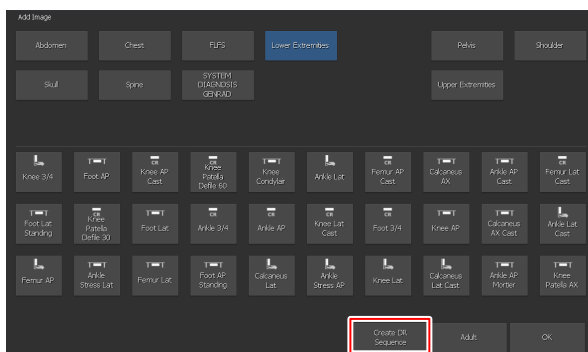 Add Image
Abdomen
Chest
FLFS
Lower Extremities
Pelvis
Shoulder
Skull
Spine
SYSTEM
DIAGNOSIS
GENRAD
Upper Extremities
Knee 3/4
T T
Foot AP
CR
Knee AP
Cast
CR
Knee
Patella
Defile 60
T T
Knee
Condylair
Ankle Lat
CR
Femur AP
Cast
T T
Calcaneus
AX
T T
Ankle AP
Cast
CR
Femur Lat
Cast
T T
Foot Lat
Standing
CR
Knee
Patella
Defile 30
T T
Foot Lat
CR
Ankle 3/4
CR
Ankle AP
CR
Knee Lat
Cast
CR
Foot 3/4
T T
Knee AP
T T
Calcaneus
AX Cast
Ankle Lat
Cast
Femur AP
T T
Ankle
Stress Lat
T T
Femur Lat
T T
Foot AP
Standing
Calcaneus
Lat
Ankle
Stress AP
Knee Lat
Calcaneus
Lat Cast
T T
Ankle AP
Mortier
T T
Knee
Patella AX
Create DR
Sequence
Adult
OK